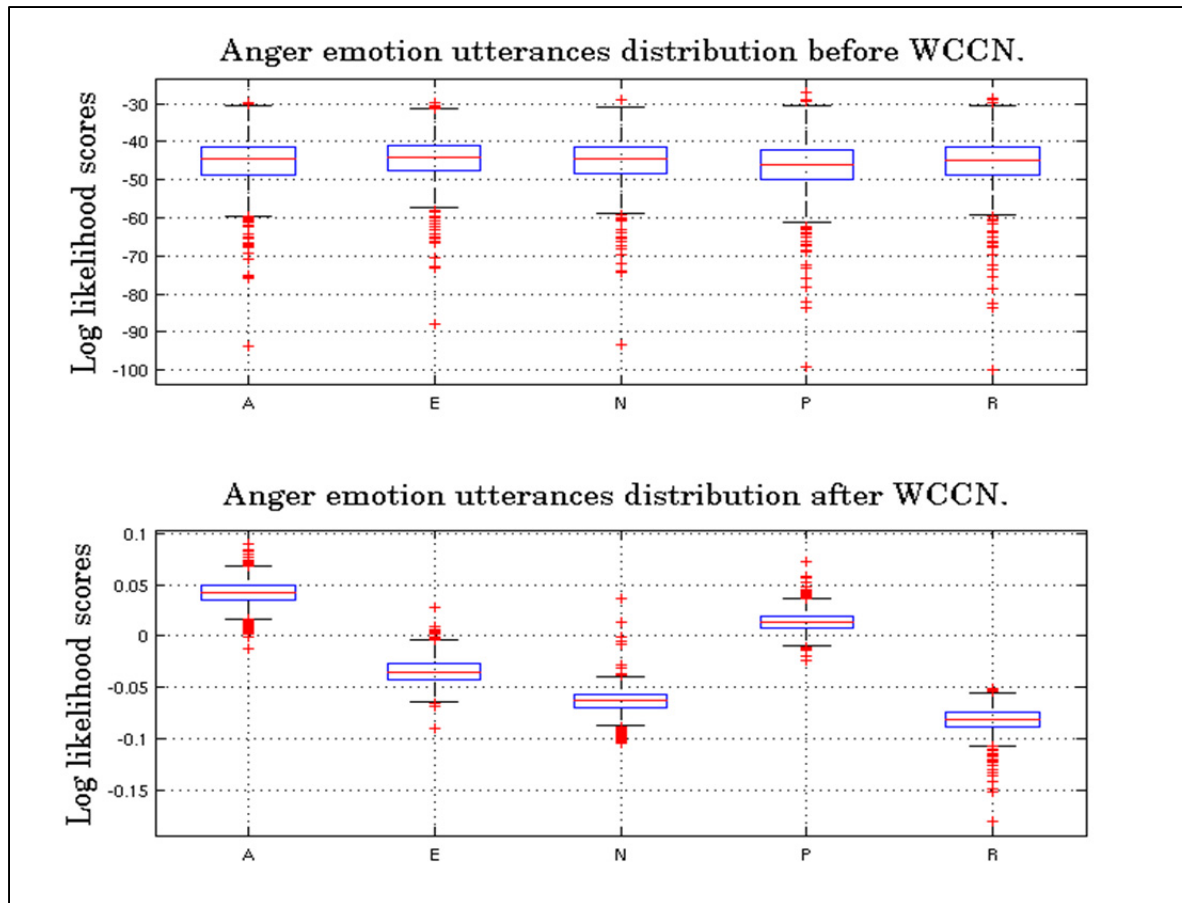 Anger emotion utterances distribution before WCCN.
Log likelihood scores
-30
-40
-50
-60
-70
-80
-90
-100
A E N P R
Anger emotion utterances distribution after WCCN.
Log likelihood scores
0.1
0.05
0
-0.05
-0.1
-0.15
A E N P R